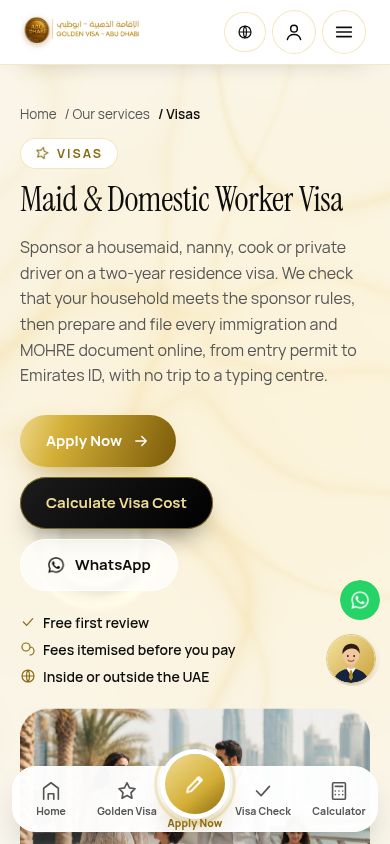 ABU DHABI
الإقامة الذهبية - ابوظبي
GOLDEN VISA - ABU DHABI
Home / Our services / Visas
VISAS
Maid & Domestic Worker Visa
Sponsor a housemaid, nanny, cook or private
driver on a two-year residence visa. We check
that your household meets the sponsor rules,
then prepare and file every immigration and
MOHRE document online, from entry permit to
Emirates ID, with no trip to a typing centre.
Apply Now
Calculate Visa Cost
WhatsApp
Free first review
Fees itemised before you pay
Inside or outside the UAE
Home
Golden Visa
Apply Now
Visa Check
Calculator